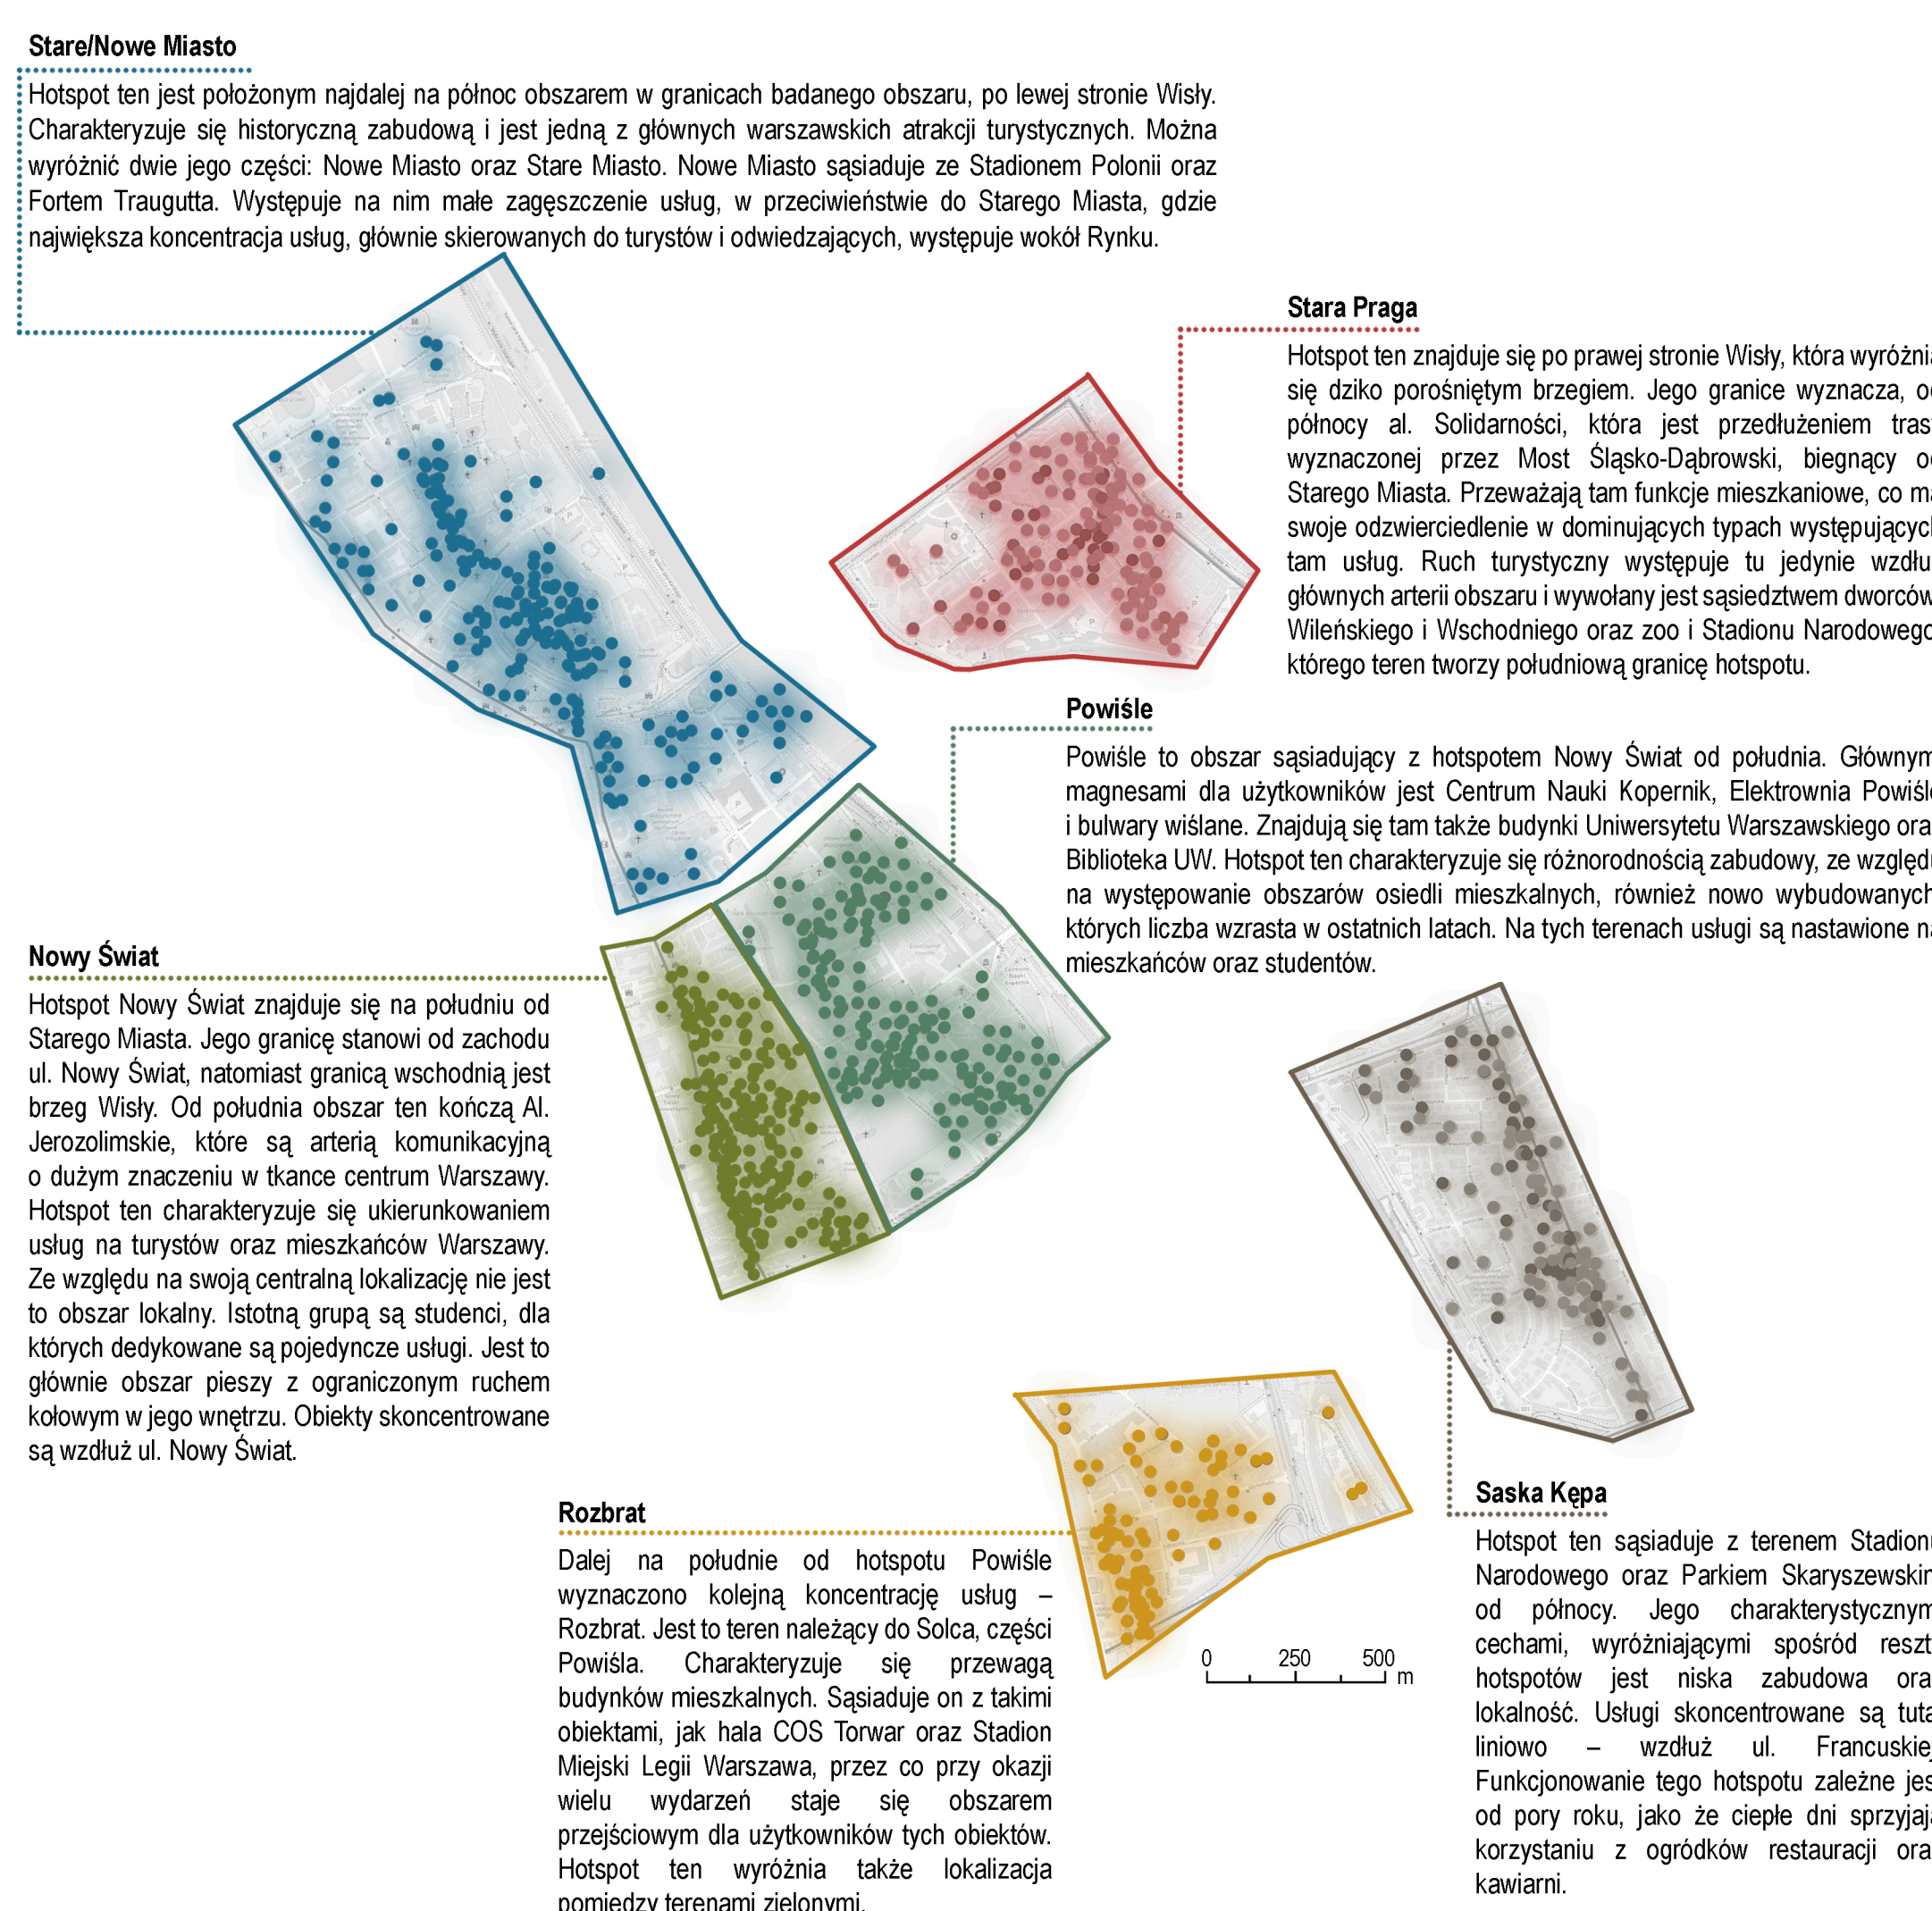 Stare/Nowe Miasto
Hotspot ten jest położonym najdalej na północ obszarem w granicach badanego obszaru, po lewej stronie Wisły.
Charakteryzuje się historyczną zabudową i jest jedną z głównych warszawskich atrakcji turystycznych. Można
wyróżnić dwie jego części: Nowe Miasto oraz Stare Miasto. Nowe Miasto sąsiaduje ze Stadionem Polonii oraz
Fortem Traugutta. Występuje na nim małe zagęszczenie usług, w przeciwieństwie do Starego Miasta, gdzie
największa koncentracja usług, głównie skierowanych do turystów i odwiedzających, występuje wokół Rynku.
Stara Praga
Hotspot ten znajduje się po prawej stronie Wisły, która
się dziko porośniętym brzegiem. Jego granice wyznacza,
północy al. Solidarności, która jest przedłużeniem
wyznaczonej przez Most Śląsko-Dąbrowski, biegnący
Starego Miasta. Przeważają tam funkcje mieszkaniowe, co
swoje odzwierciedlenie w dominujących typach
tam usług. Ruch turystyczny występuje tu jedynie
głównych arterii obszaru i wywołany jest sąsiedztwem dworców
Wileńskiego i Wschodniego oraz zoo i Stadionu Narodowego
którego teren tworzy południową granicę hotspotu.
Powiśle
Powiśle to obszar sąsiadujący z hotspotem Nowy Świat od południa. Głównym
magnesami dla użytkowników jest Centrum Nauki Kopernik, Elektrownia
i bulwary wiślane. Znajdują się tam także budynki Uniwersytetu Warszawskiego
Biblioteka UW. Hotspot ten charakteryzuje się różnorodnością zabudowy, ze
na występowanie obszarów osiedli mieszkalnych, również nowo wybudowanych
których liczba wzrasta w ostatnich latach. Na tych terenach usługi są nastawione
mieszkańców oraz studentów.
Nowy Świat
Hotspot Nowy Świat znajduje się na południu od
Starego Miasta. Jego granicę stanowi od zachodu
ul. Nowy Świat, natomiast granicą wschodnią jest
brzeg Wisły. Od południa obszar ten kończą Al.
Jerozolimskie, które są arterią komunikacyjną
o dużym znaczeniu w tkance centrum Warszawy.
Hotspot ten charakteryzuje się ukierunkowaniem
usług na turystów oraz mieszkańców Warszawy.
Ze względu na swoją centralną lokalizację nie jest
to obszar lokalny. Istotną grupą są studenci, dla
których dedykowane są pojedyncze usługi. Jest to
głównie obszar pieszy z ograniczonym ruchem
kołowym w jego wnętrzu. Obiekty skoncentrowane
są wzdłuż ul. Nowy Świat.
Rozbrat
Dalej na południe od hotspotu Powiśle
wyznaczono kolejną koncentrację usług –
Rozbrat. Jest to teren należący do Solca, części
Powiśla. Charakteryzuje się przewagą
budynków mieszkalnych. Sąsiaduje on z takimi
obiektami, jak hala COS Torwar oraz Stadion
Miejski Legii Warszawa, przez co przy okazji
wielu wydarzeń staje się obszarem
przejściowym dla użytkowników tych obiektów.
Hotspot ten wyróżnia także lokalizacja
pomiędzy terenami zielonymi.
0 250 500 m
Saska Kępa
Hotspot ten sąsiaduje z terenem
Narodowego oraz Parkiem
od północy. Jego
cechami, wyróżniającymi spośród
hotspotów jest niska zabudowa
lokalność. Usługi skoncentrowane są
liniowo – wzdłuż ul. Francuskiej
Funkcjonowanie tego hotspotu zależne
od pory roku, jako że ciepłe dni
korzystaniu z ogródków restauracji
kawiarni.